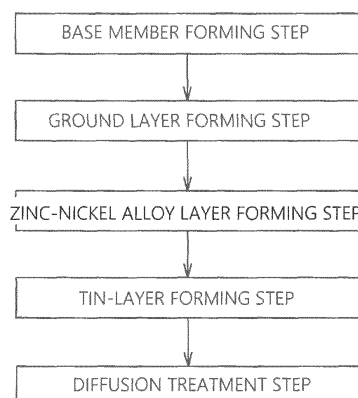 BASE MEMBER FORMING STEP
GROUND LAYER FORMING STEP
ZINC-NICKEL ALLOY LAYER FORMING STEP
TIN-LAYER FORMING STEP
DIFFUSION TREATMENT STEP